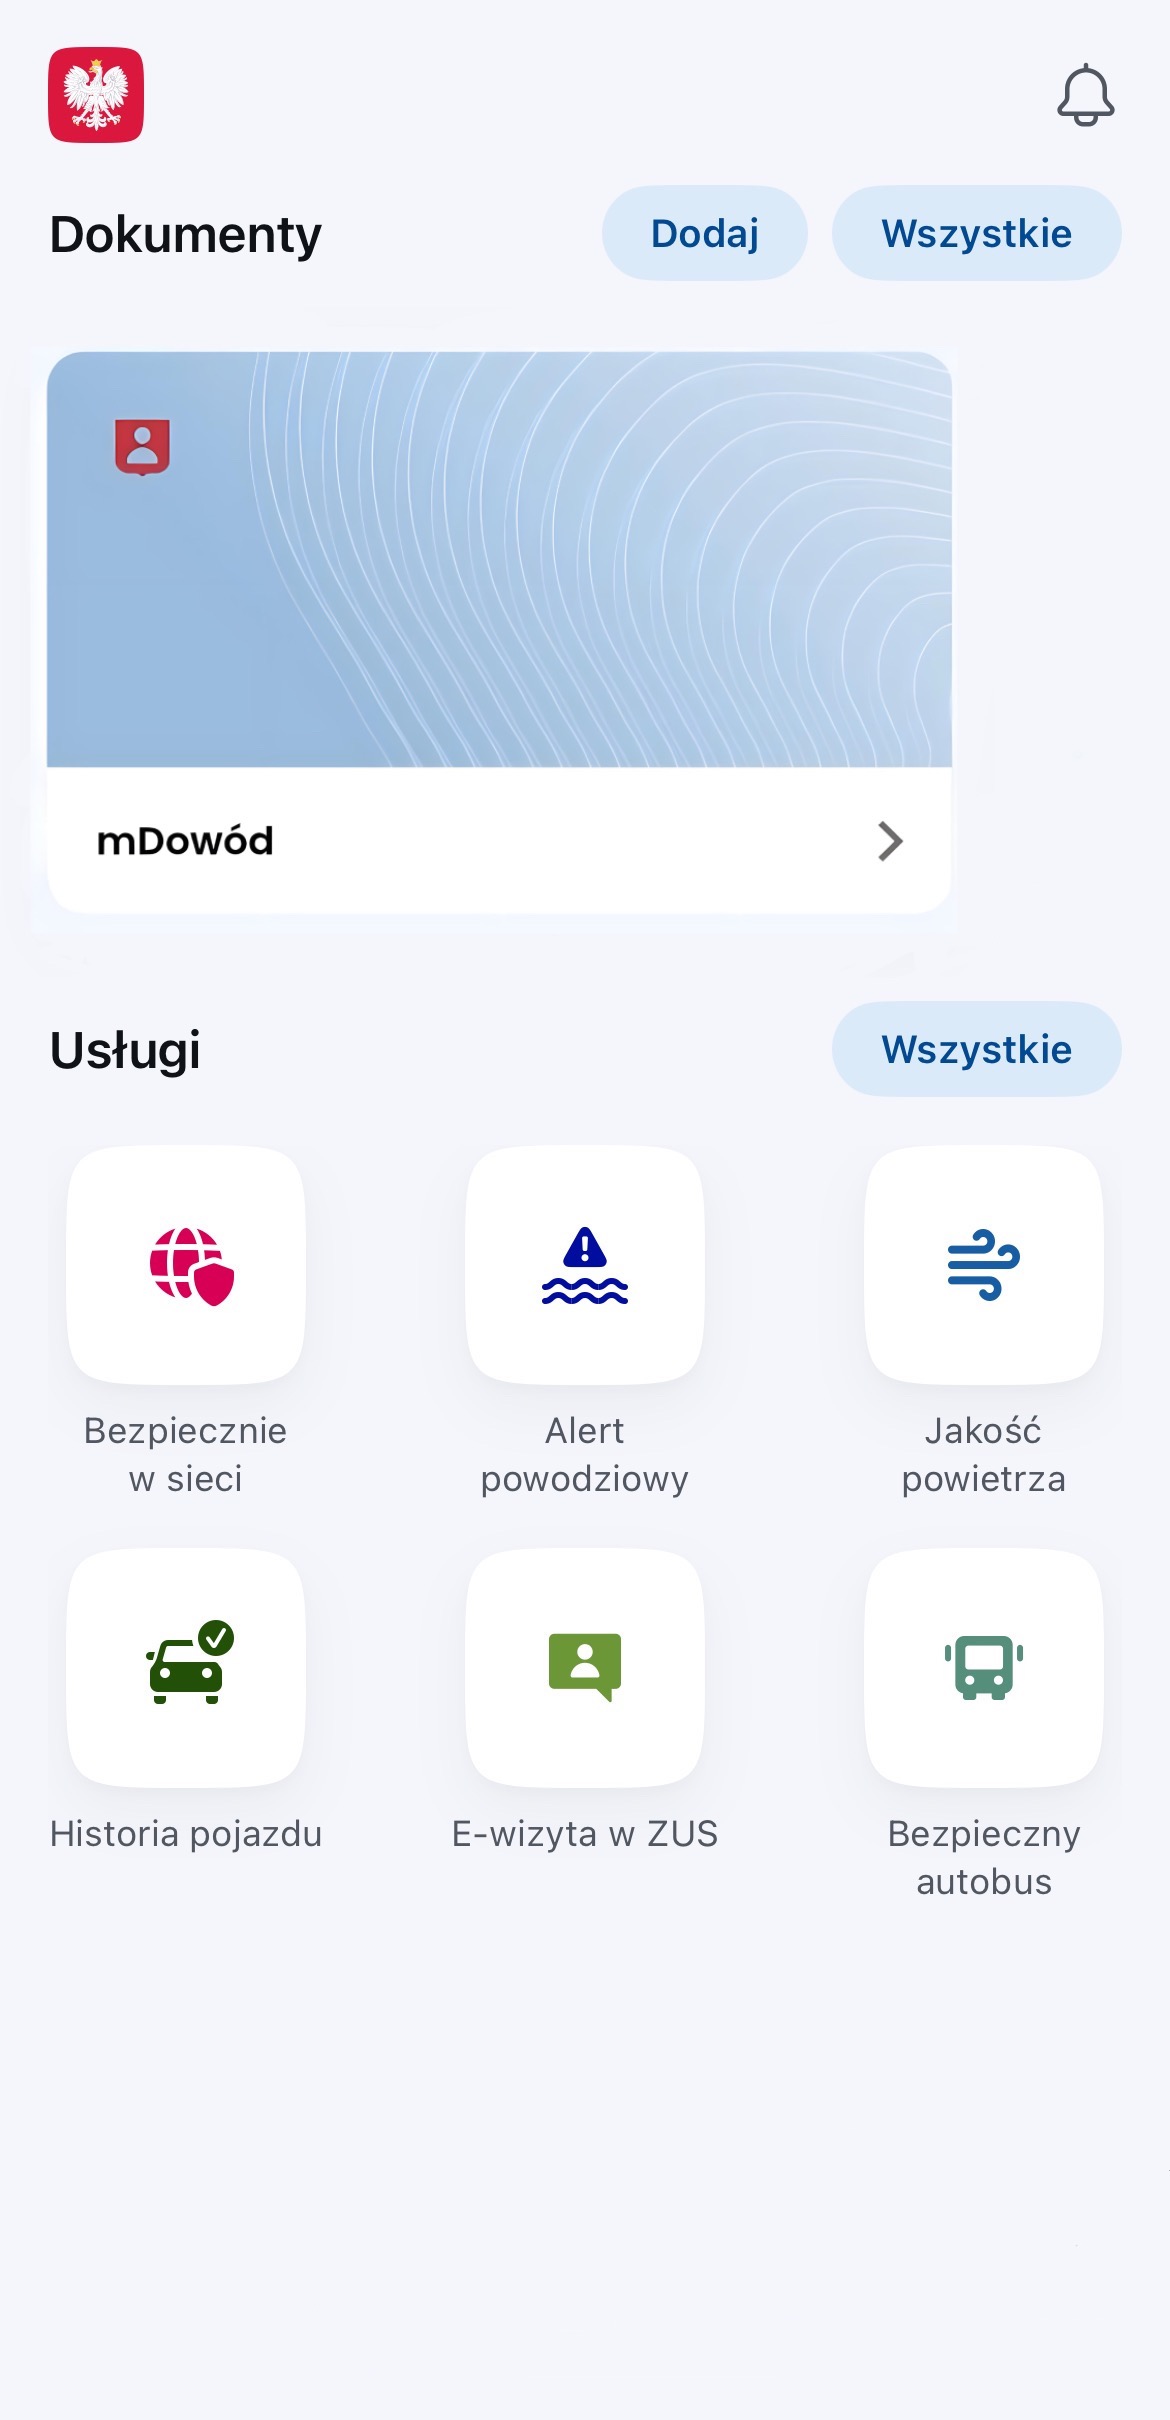 Dokumenty
Dodaj
Wszystkie
mDowód
Usługi
Wszystkie
Bezpiecznie
w sieci
Alert
powodziowy
Jakość
powietrza
Historia pojazdu
E-wizyta w ZUS
Bezpieczny
autobus